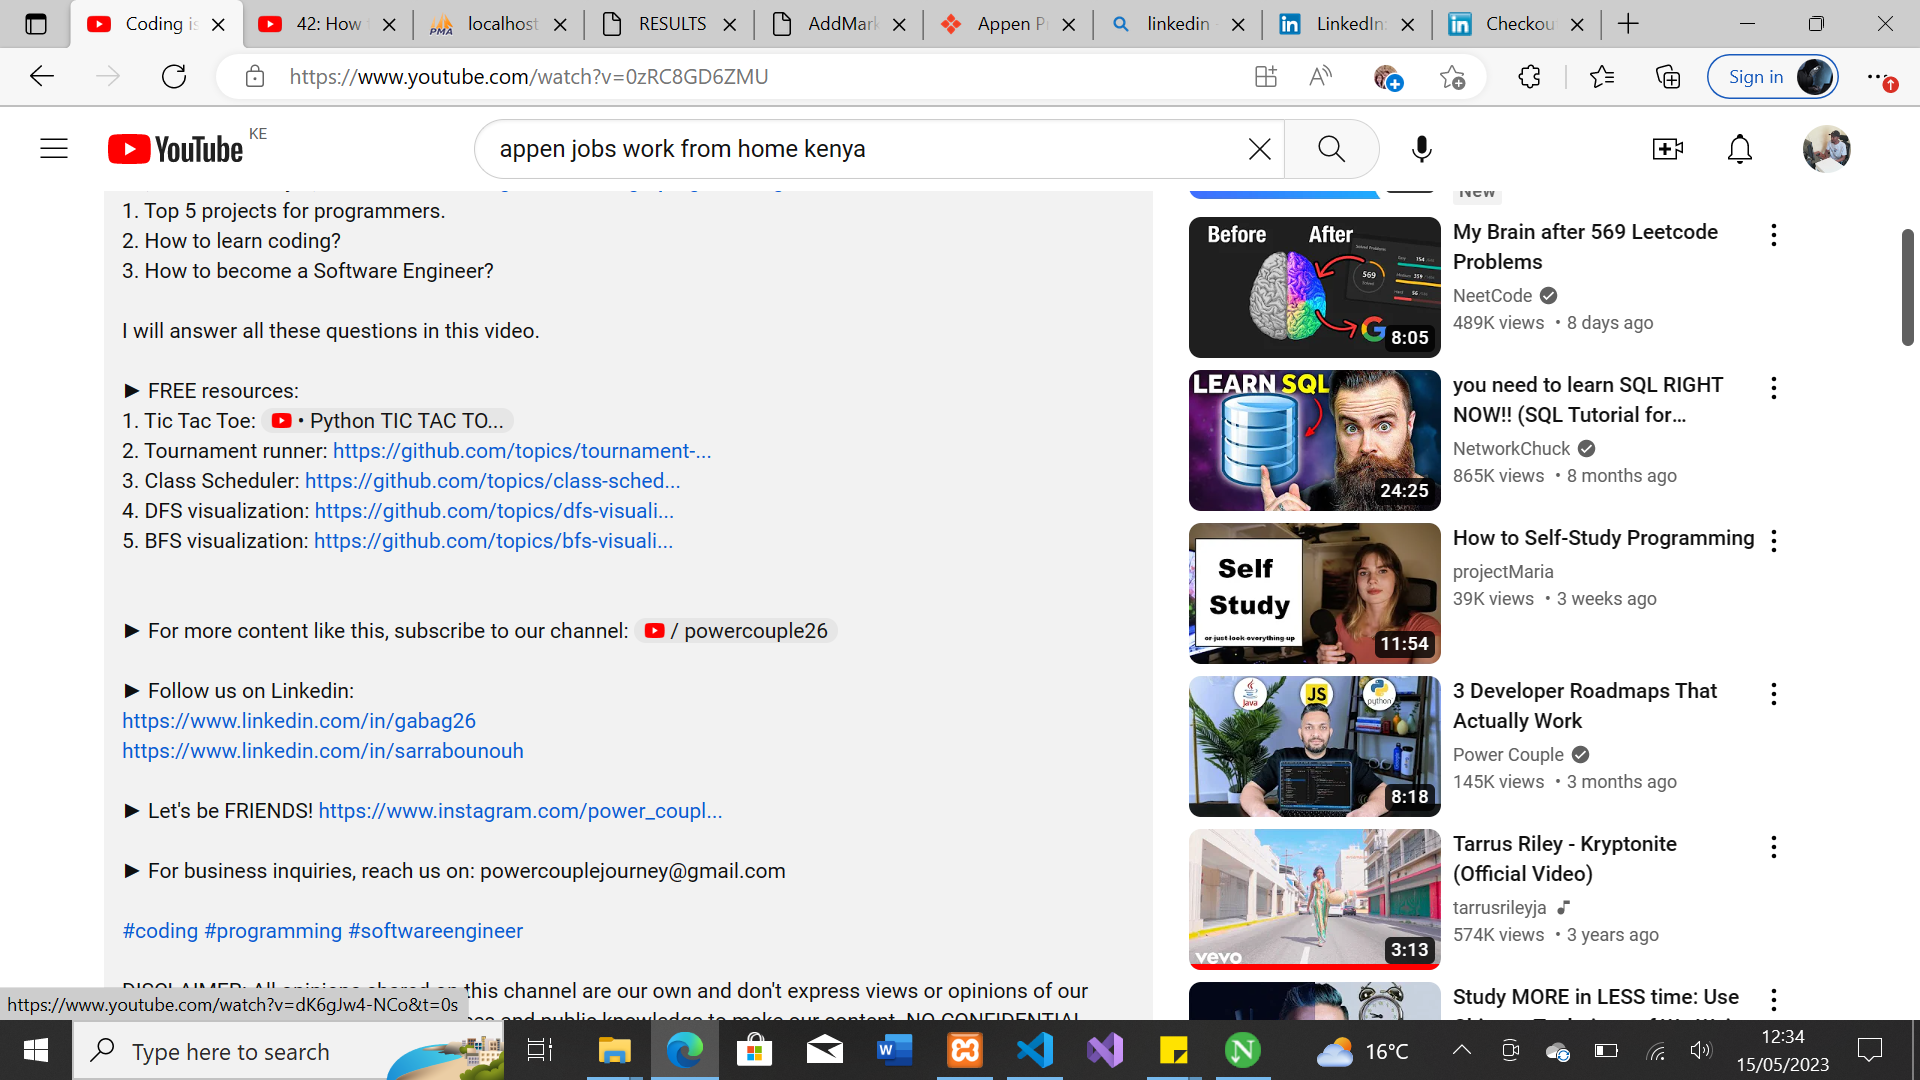 Coding is
42: How
localhost
RESULTS
AddMark
Appen Pr
linkedin
LinkedIn:
Checkou
https://www.youtube.com/watch?v=0zRC8GD6ZMU
Sign in
YouTube KE
appen jobs work from home kenya
1. Top 5 projects for programmers.
2. How to learn coding?
3. How to become a Software Engineer?
I will answer all these questions in this video.
► FREE resources:
1. Tic Tac Toe: • Python TIC TAC TO...
2. Tournament runner: https://github.com/topics/tournament-...
3. Class Scheduler: https://github.com/topics/class-sched...
4. DFS visualization: https://github.com/topics/dfs-visuali...
5. BFS visualization: https://github.com/topics/bfs-visuali...
► For more content like this, subscribe to our channel: / powercouple26
► Follow us on Linkedin:
https://www.linkedin.com/in/gabag26
https://www.linkedin.com/in/sarrabounouh
► Let's be FRIENDS! https://www.instagram.com/power_coupl...
► For business inquiries, reach us on: powercouplejourney@gmail.com
#coding #programming #softwareengineer
DISCLAIMER: All opinions shared on this channel are our own and don't express views or opinions of our
and public knowledge to make our content. NO CONFIDENTIAL
https://www.youtube.com/watch?v=dK6gJw4-NCo&t=0s
New
Before After
569
8:05
My Brain after 569 Leetcode
Problems
NeetCode
489K views • 8 days ago
LEARN SQL
24:25
you need to learn SQL RIGHT
NOW!! (SQL Tutorial for...
NetworkChuck
865K views • 8 months ago
Self
Study
or just look everything up
11:54
How to Self-Study Programming
projectMaria
39K views • 3 weeks ago
Java
JS
python
8:18
3 Developer Roadmaps That
Actually Work
Power Couple
145K views • 3 months ago
vevo
3:13
Tarrus Riley - Kryptonite
(Official Video)
tarrusrileyja
574K views • 3 years ago
Study MORE in LESS time: Use
Type here to search
16°C
12:34
15/05/2023